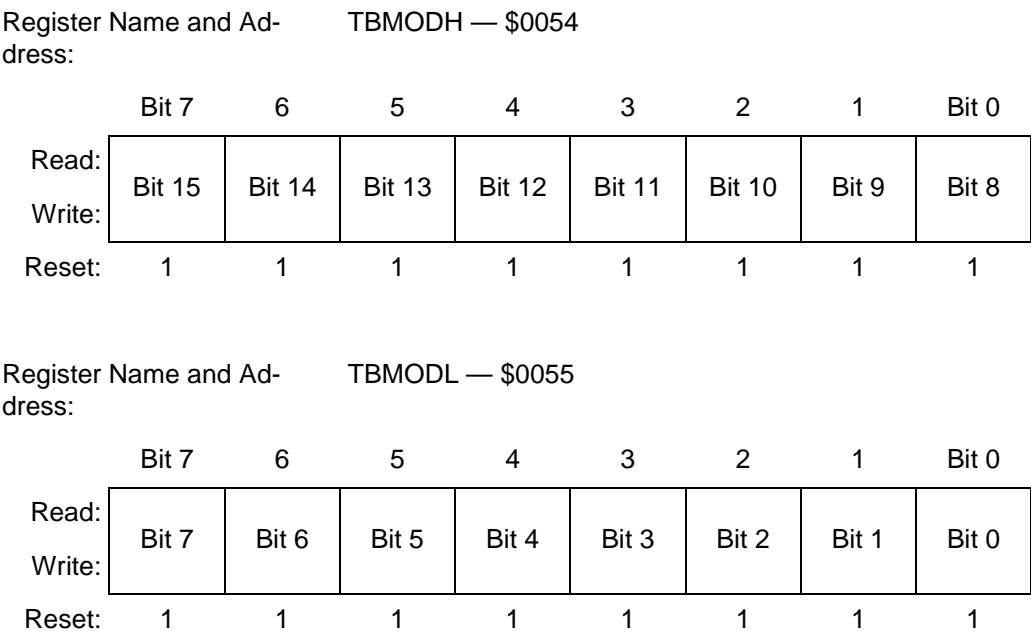 Register Name and Ad- TBMODH — $0054
dress:
Bit 7 6 5 4 3 2 1 Bit 0
Read:
Bit 15 Bit 14 Bit 13 Bit 12 Bit 11 Bit 10 Bit 9 Bit 8
Write:
Reset: 1 1 1 1 1 1 1 1
Register Name and Ad- TBMODL — $0055
dress:
Bit 7 6 5 4 3 2 1 Bit 0
Read:
Bit 7 Bit 6 Bit 5 Bit 4 Bit 3 Bit 2 Bit 1 Bit 0
Write:
Reset: 1 1 1 1 1 1 1 1